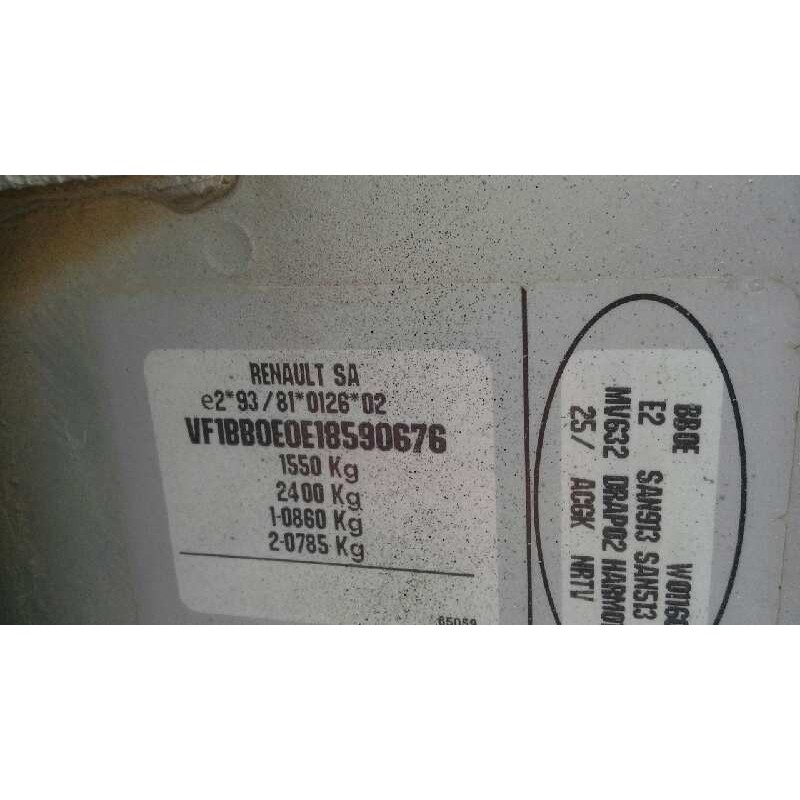 RENAULT SA
e2*93/81*0126*02
VF1BB0E0E18590676
1550 Kg
2400 Kg
1-0860 Kg
2-0785 Kg
65059
BB0E
E2 SAN913 SAN513
MV632 DRAP02
25/ ACGK NRTV